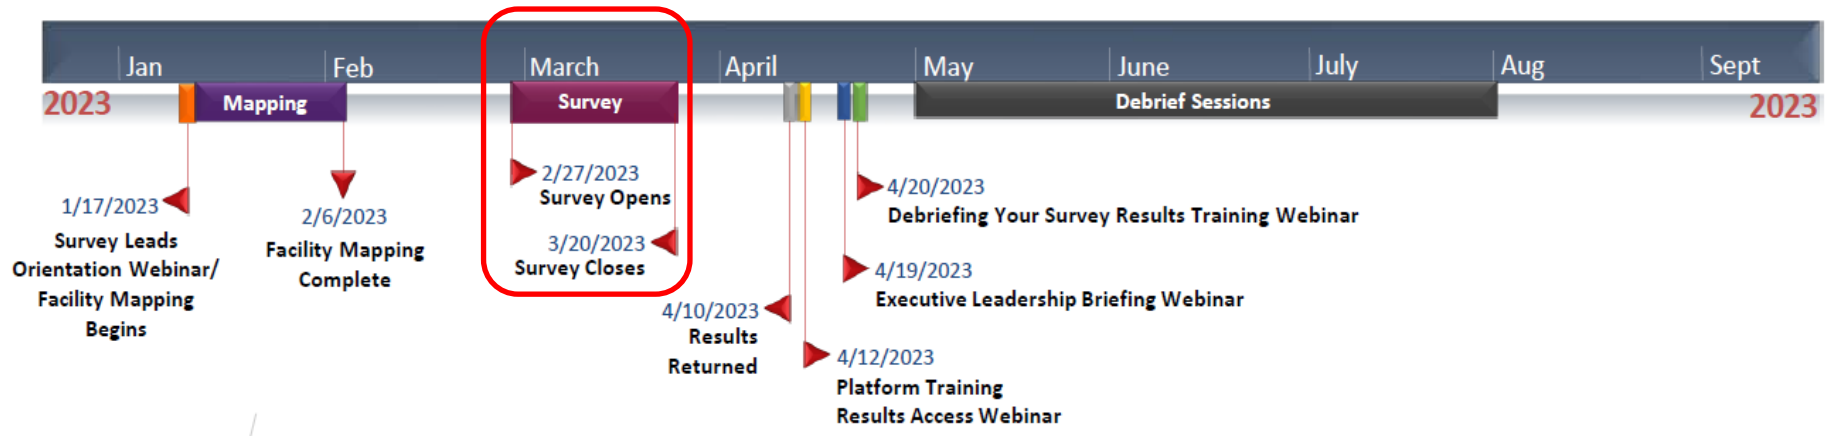 Jan
Feb
March
April
May
June
July
Aug
Sept
2023
Mapping
Survey
Debrief Sessions
2023
1/17/2023
Survey Leads
Orientation Webinar/
Facility Mapping
Begins
2/6/2023
Facility Mapping
Complete
2/27/2023
Survey Opens
3/20/2023
Survey Closes
4/10/2023
Results
Returned
4/12/2023
Platform Training
Results Access Webinar
4/19/2023
Executive Leadership Briefing Webinar
4/20/2023
Debriefing Your Survey Results Training Webinar